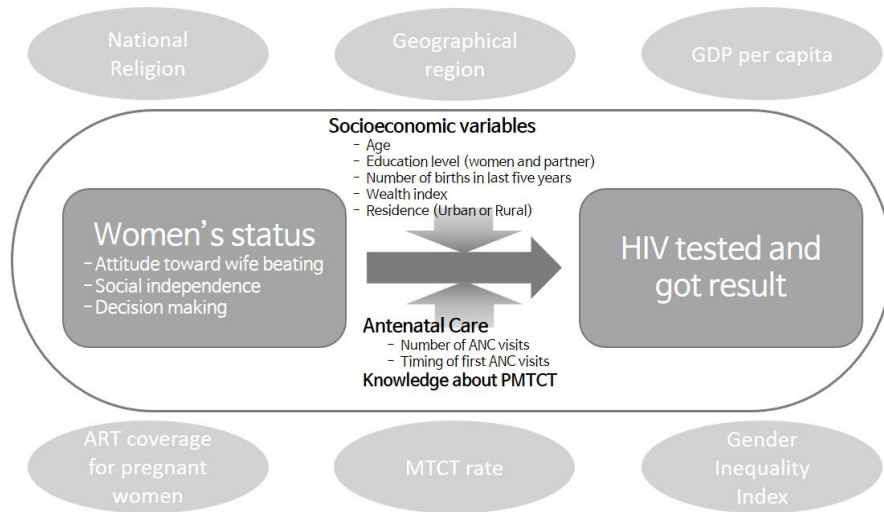 National
Religion
Geographical
region
GDP per capita
Socioeconomic variables
- Age
- Education level (women and partner)
- Number of births in last five years
- Wealth index
- Residence (Urban or Rural)
Women's status
- Attitude toward wife beating
- Social independence
- Decision making
HIV tested and
got result
Antenatal Care
- Number of ANC visits
- Timing of first ANC visits
Knowledge about PMTCT
ART coverage
for pregnant
women
MTCT rate
Gender
Inequality
Index